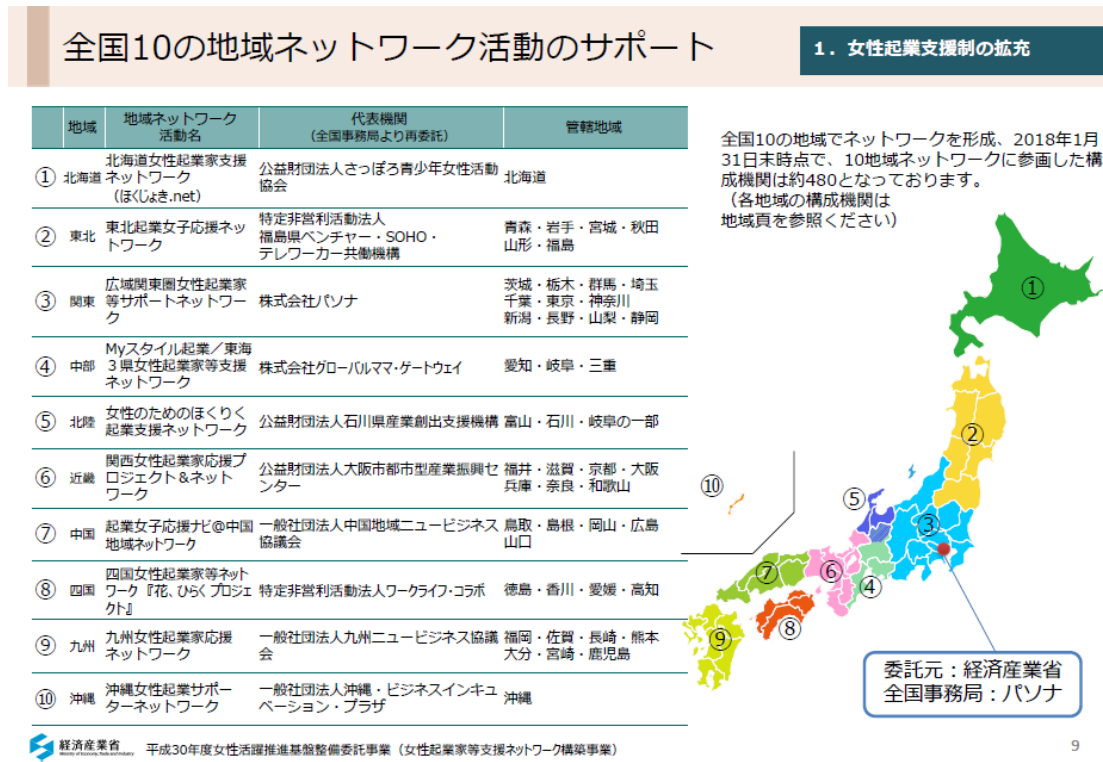 全国10の地域ネットワーク活動のサポート
1．女性起業支援制の拡充
地域
地域ネットワーク
活動名
代表機関
（全国事務局より再委託）
管轄地域
①
北海道
北海道女性起業家支援
ネットワーク
（ほくじょき.net）
公益財団法人さっぽろ青少年女性活動
協会
北海道
②
東北
東北起業女子応援ネッ
トワーク
特定非営利活動法人
福島県ベンチャー・SOHO・
テレワーカー共働機構
青森・岩手・宮城・秋田
山形・福島
③
関東
広域関東圏女性起業家
等サポートネットワー
ク
株式会社パソナ
茨城・栃木・群馬・埼玉
千葉・東京・神奈川
新潟・長野・山梨・静岡
④
中部
Myスタイル起業／東海
３県女性起業家等支援
ネットワーク
株式会社グローバルママ・ゲートウェイ
愛知・岐阜・三重
⑤
北陸
女性のためのほくりく
起業支援ネットワーク
公益財団法人石川県産業創出支援機構
富山・石川・岐阜の一部
⑥
近畿
関西女性起業家応援プ
ロジェクト＆ネット
ワーク
公益財団法人大阪市都市型産業振興セ
ンター
福井・滋賀・京都・大阪
兵庫・奈良・和歌山
⑦
中国
起業女子応援ナビ@中国
地域ネットワーク
一般社団法人中国地域ニュービジネス
協議会
鳥取・島根・岡山・広島
山口
⑧
四国
四国女性起業家等ネット
ワーク『花、ひらくプロジェ
クト』
特定非営利活動法人ワークライフ・コラボ
徳島・香川・愛媛・高知
⑨
九州
九州女性起業家応援
ネットワーク
一般社団法人九州ニュービジネス協議
会
福岡・佐賀・長崎・熊本
大分・宮崎・鹿児島
⑩
沖縄
沖縄女性起業サポー
ターネットワーク
一般社団法人沖縄・ビジネスインキュ
ベーション・プラザ
沖縄
全国10の地域でネットワークを形成、2018年1月
31日末時点で、10地域ネットワークに参画した構
成機関は約480となっております。
（各地域の構成機関は
地域頁を参照ください）
①
②
③
④
⑤
⑥
⑦
⑧
⑨
⑩
委託元：経済産業省
全国事務局：パソナ
経済産業省
Ministry of Economy, Trade and Industry
平成30年度女性活躍推進基盤整備委託事業（女性起業家等支援ネットワーク構築事業）
9